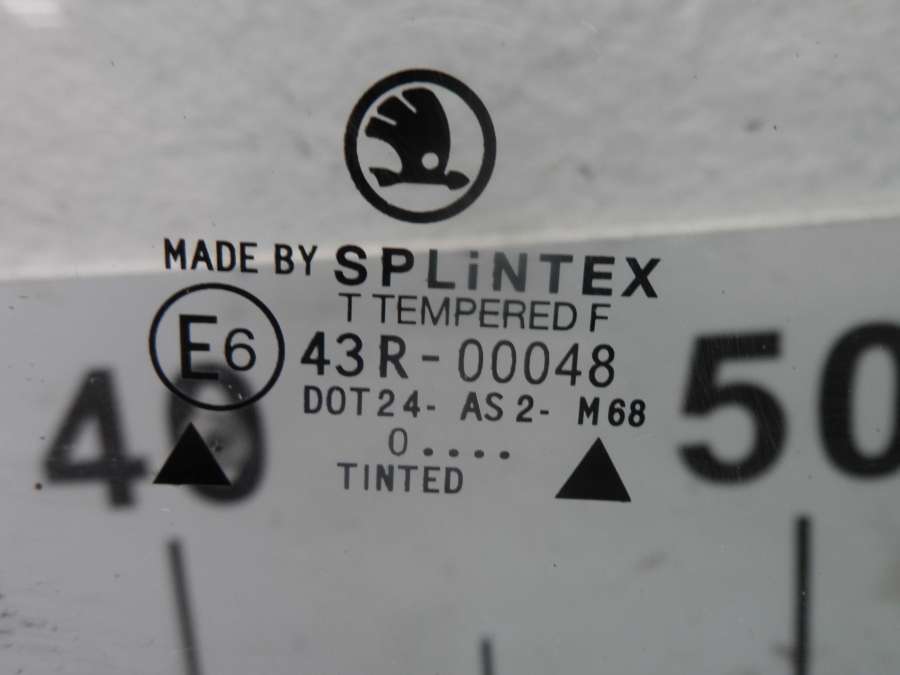 MADE BY SPLiNTEX
T TEMPERED F
E6 43R-00048
DOT24- AS2- M68
0....
TINTED
40 50